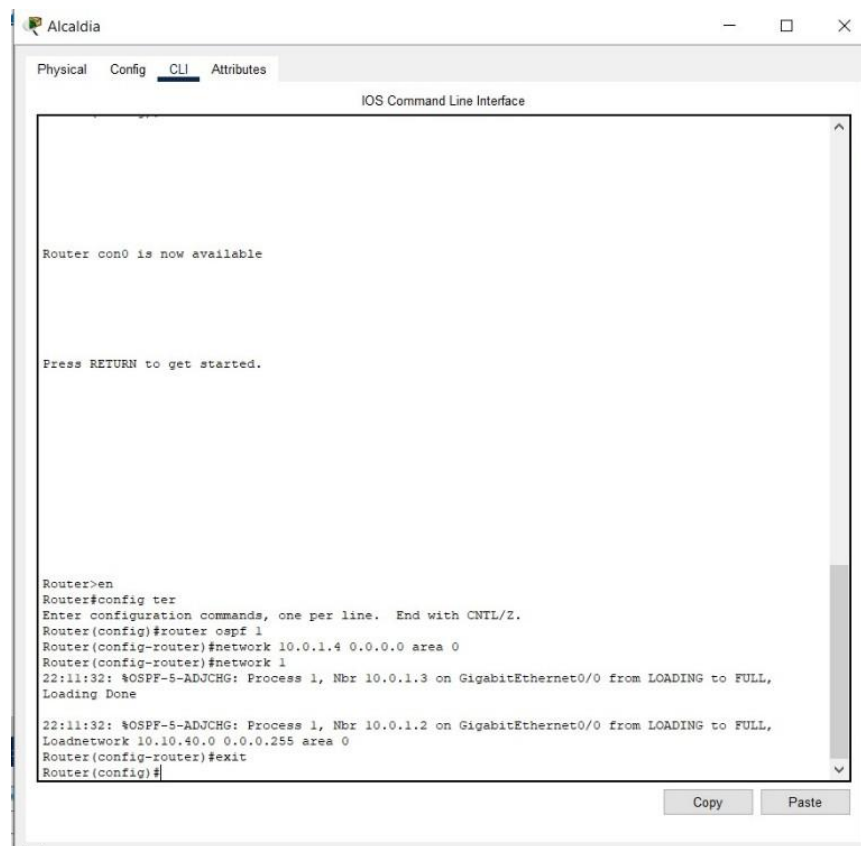 Alcaldia
Physical Config CLI Attributes
IOS Command Line Interface
Router con0 is now available
Press RETURN to get started.
Router>en
Router#config ter
Enter configuration commands, one per line. End with CNTL/Z.
Router(config)#router ospf 1
Router(config-router)#network 10.0.1.4 0.0.0.0 area 0
Router(config-router)#network 1
22:11:32: %OSPF-5-ADJCHG: Process 1, Nbr 10.0.1.3 on GigabitEthernet0/0 from LOADING to FULL,
Loading Done
22:11:32: %OSPF-5-ADJCHG: Process 1, Nbr 10.0.1.2 on GigabitEthernet0/0 from LOADING to FULL,
Loadnetwork 10.10.40.0 0.0.0.255 area 0
Router(config-router)#exit
Router(config)#
Copy Paste